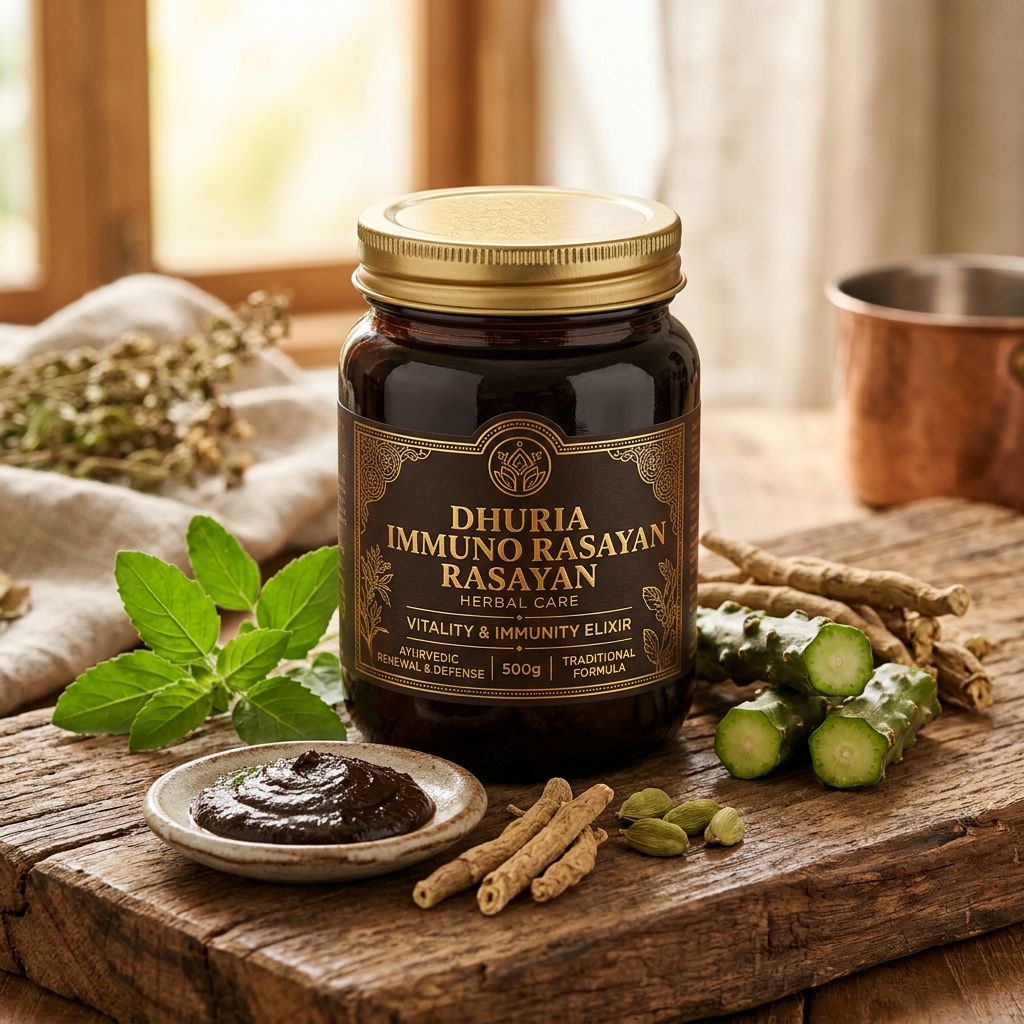 DHURIA
IMMUNO RASAYAN
RASAYAN
HERBAL CARE
VITALITY & IMMUNITY ELIXIR
AYURVEDIC
RENEWAL & DEFENSE
500g
TRADITIONAL
FORMULA